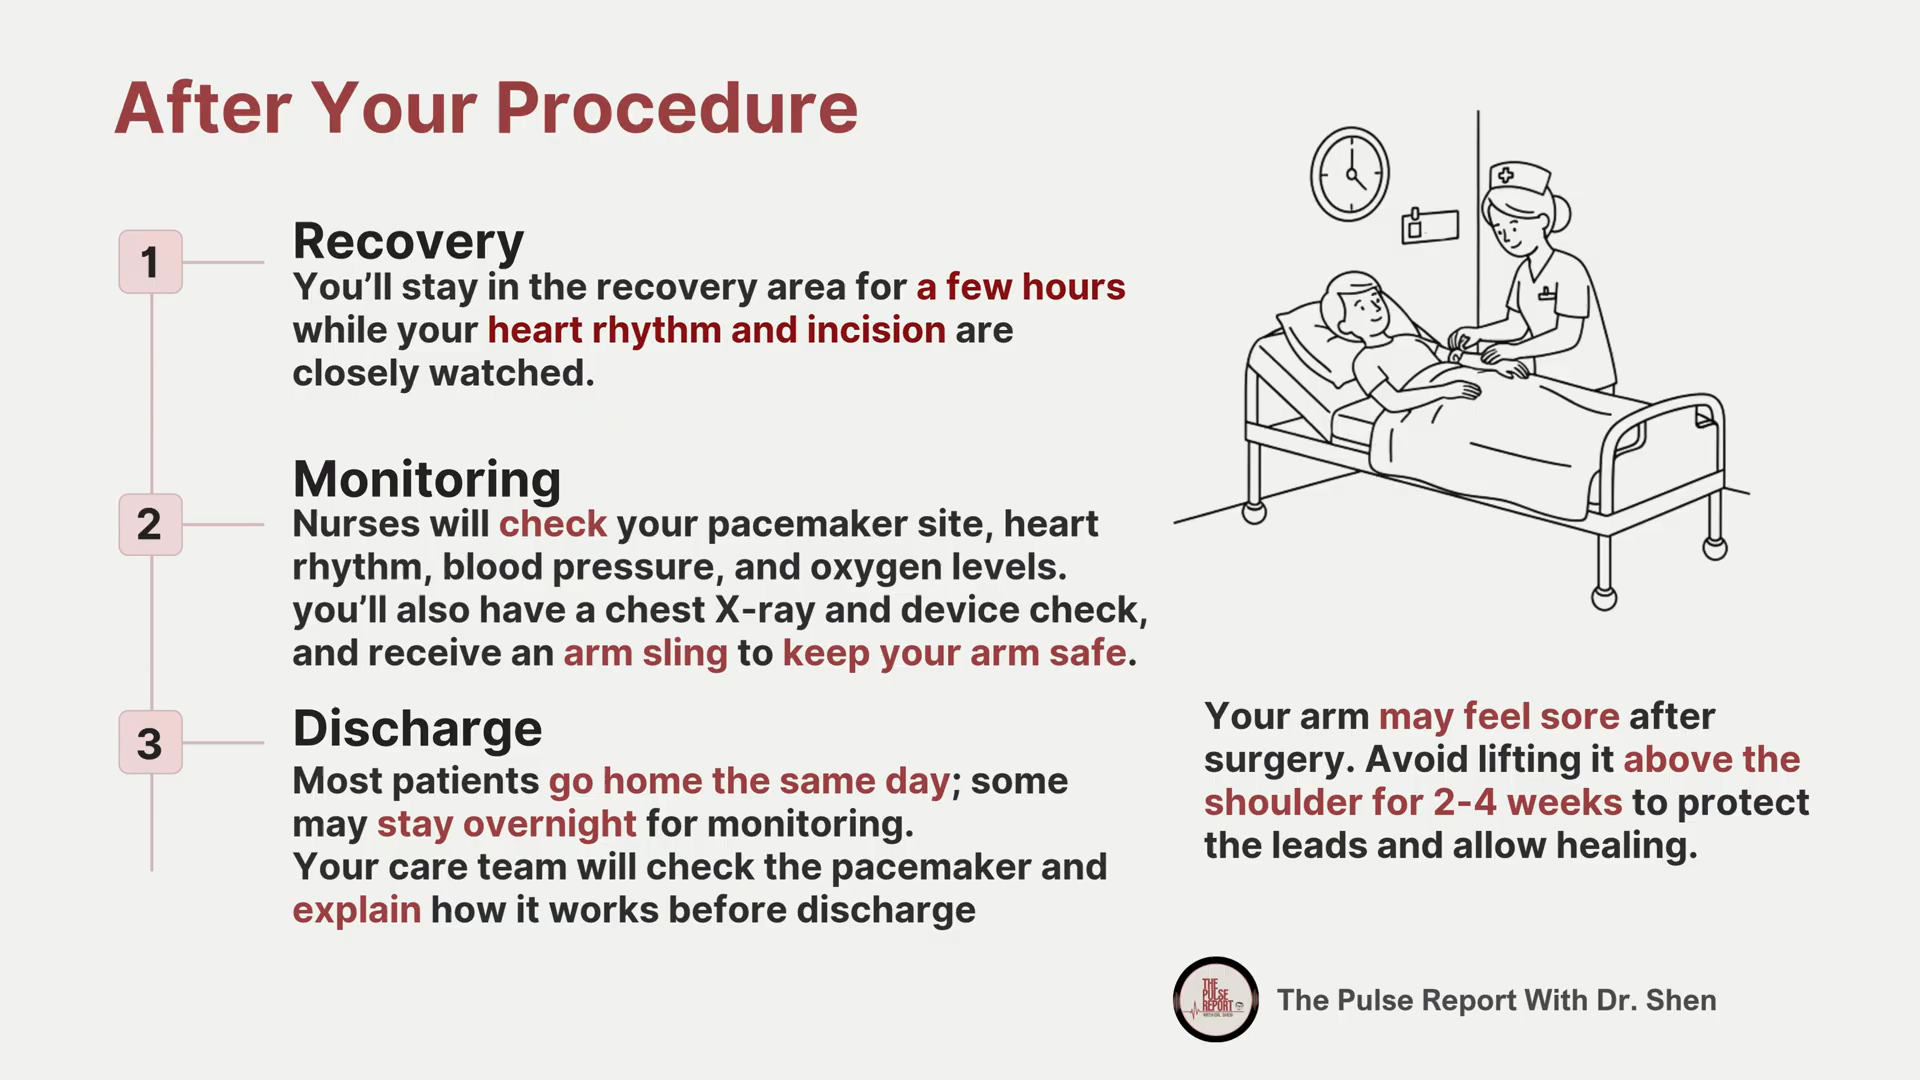 After Your Procedure
1
Recovery
You’ll stay in the recovery area for a few hours
while your heart rhythm and incision are
closely watched.
2
Monitoring
Nurses will check your pacemaker site, heart
rhythm, blood pressure, and oxygen levels.
you’ll also have a chest X-ray and device check,
and receive an arm sling to keep your arm safe.
3
Discharge
Most patients go home the same day; some
may stay overnight for monitoring.
Your care team will check the pacemaker and
explain how it works before discharge
Your arm may feel sore after
surgery. Avoid lifting it above the
shoulder for 2-4 weeks to protect
the leads and allow healing.
THE
PULSE
REPORT
The Pulse Report With Dr. Shen